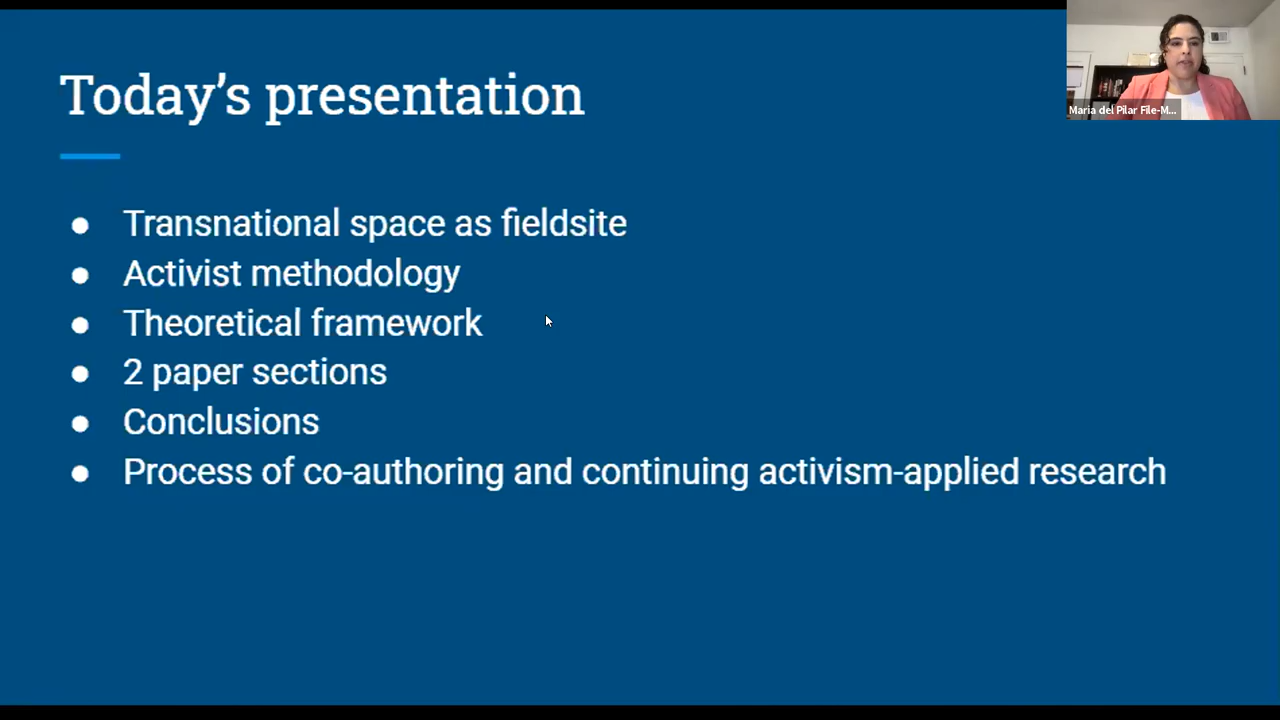 Today's presentation
Transnational space as fieldsite
Activist methodology
Theoretical framework
2 paper sections
Conclusions
Process of co-authoring and continuing activism-applied research
Maria del Pilar File-M...